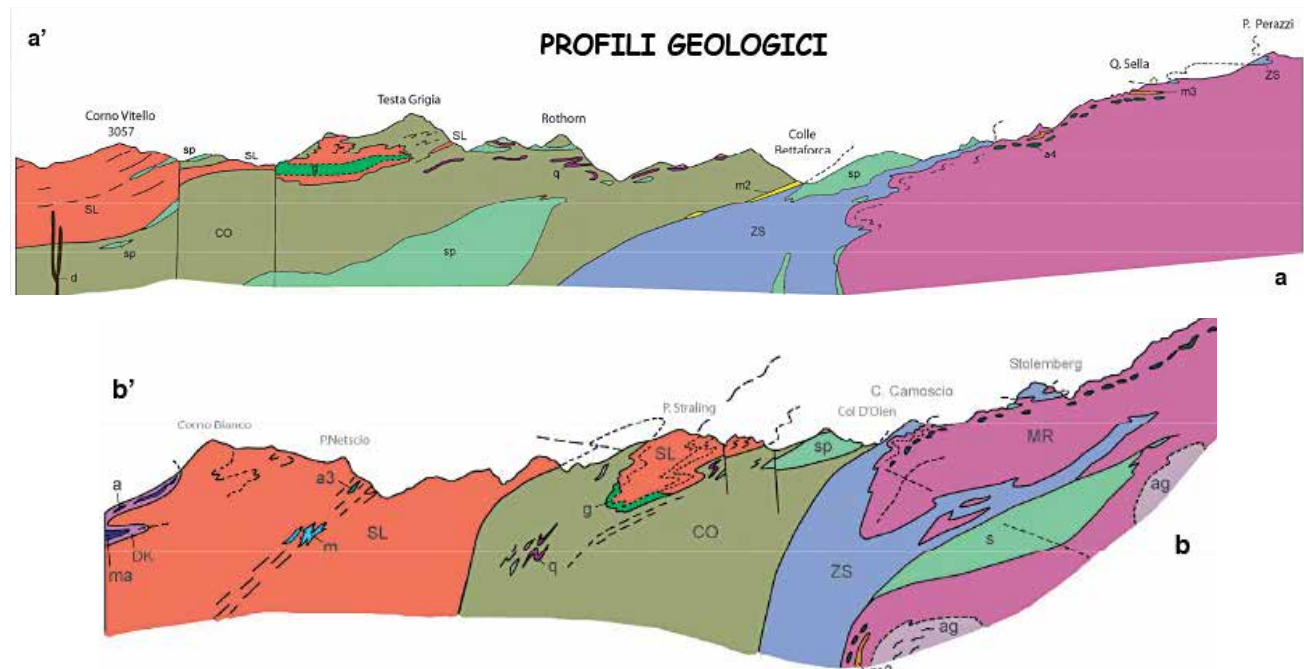 a'
PROFILI GEOLOGICI
P. Perazzi
Q. Sella
ZS
m3
Testa Grigia
Corno Vitello
3057
Rothorn
Colle
Bettaforca
sp
SL
SL
g
q
m2
sp
a4
SL
CO
ZS
sp
sp
d
a
b'
Corno Bianco
P.Netscio
P. Straling
Col D'Olen
C. Camoscio
Stolemberg
SL
sp
MR
a
a3
ag
g
m
SL
CO
s
b
DK
q
ma
ZS
ag